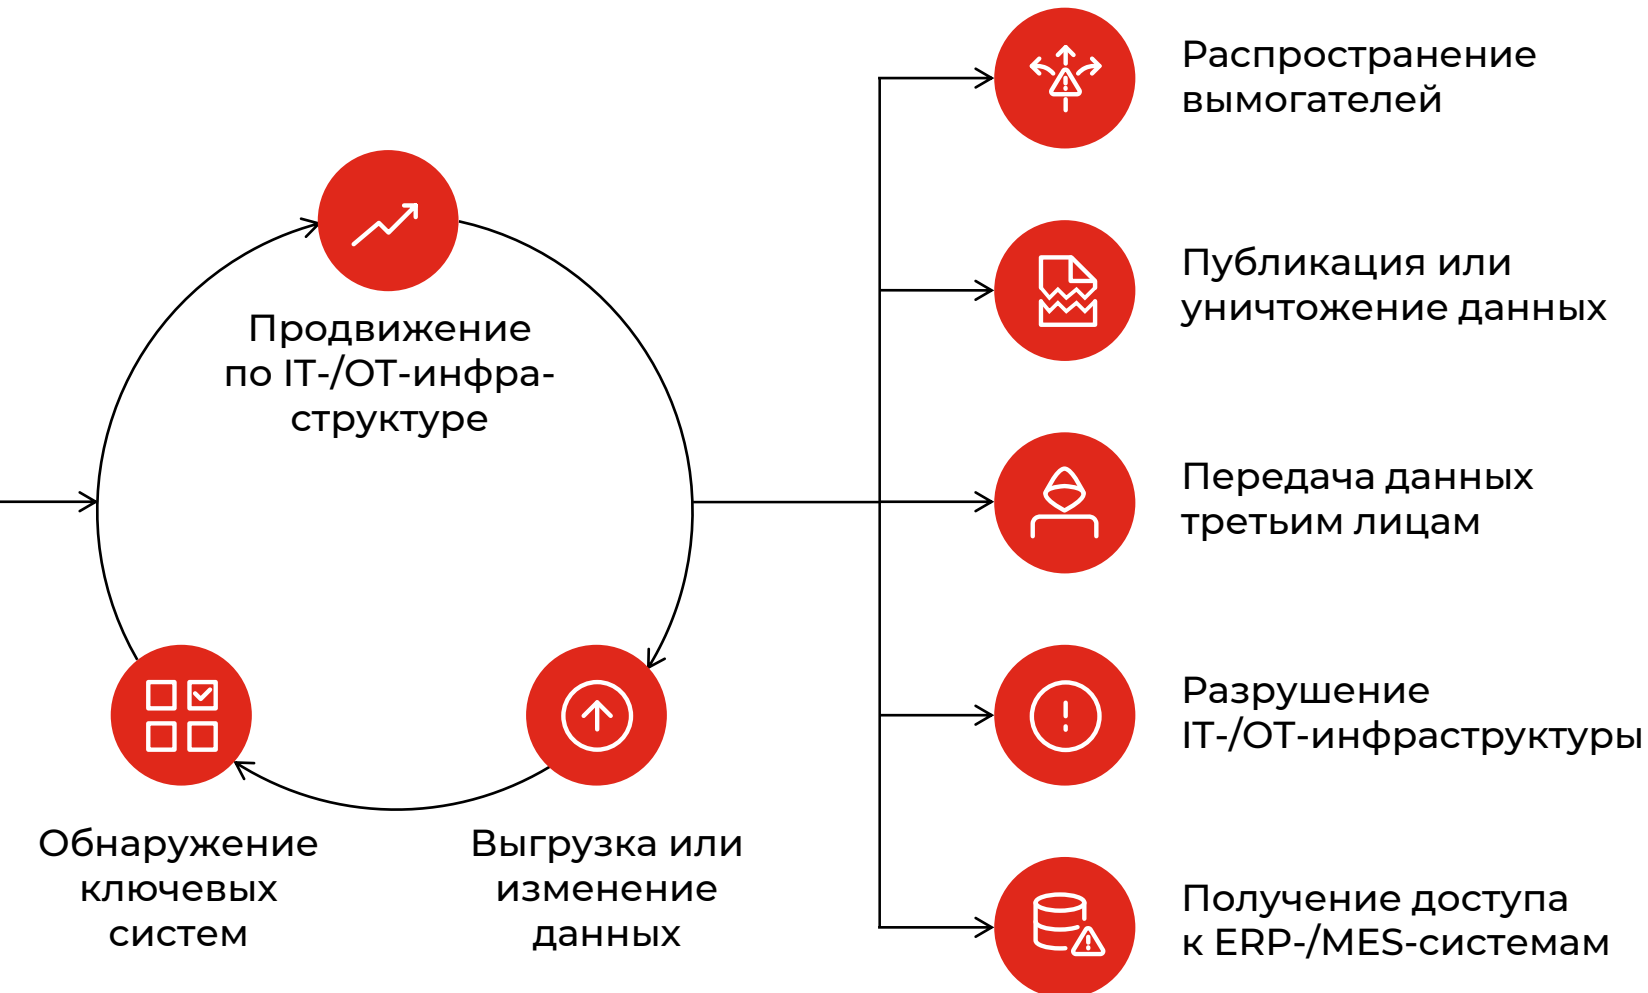 Продвижение
по IT-/OT-инфра-
структуре
Обнаружение
ключевых
систем
Выгрузка или
изменение
данных
Распространение
вымогателей
Публикация или
уничтожение данных
Передача данных
третьим лицам
Разрушение
IT-/OT-инфраструктуры
Получение доступа
к ERP-/MES-системам